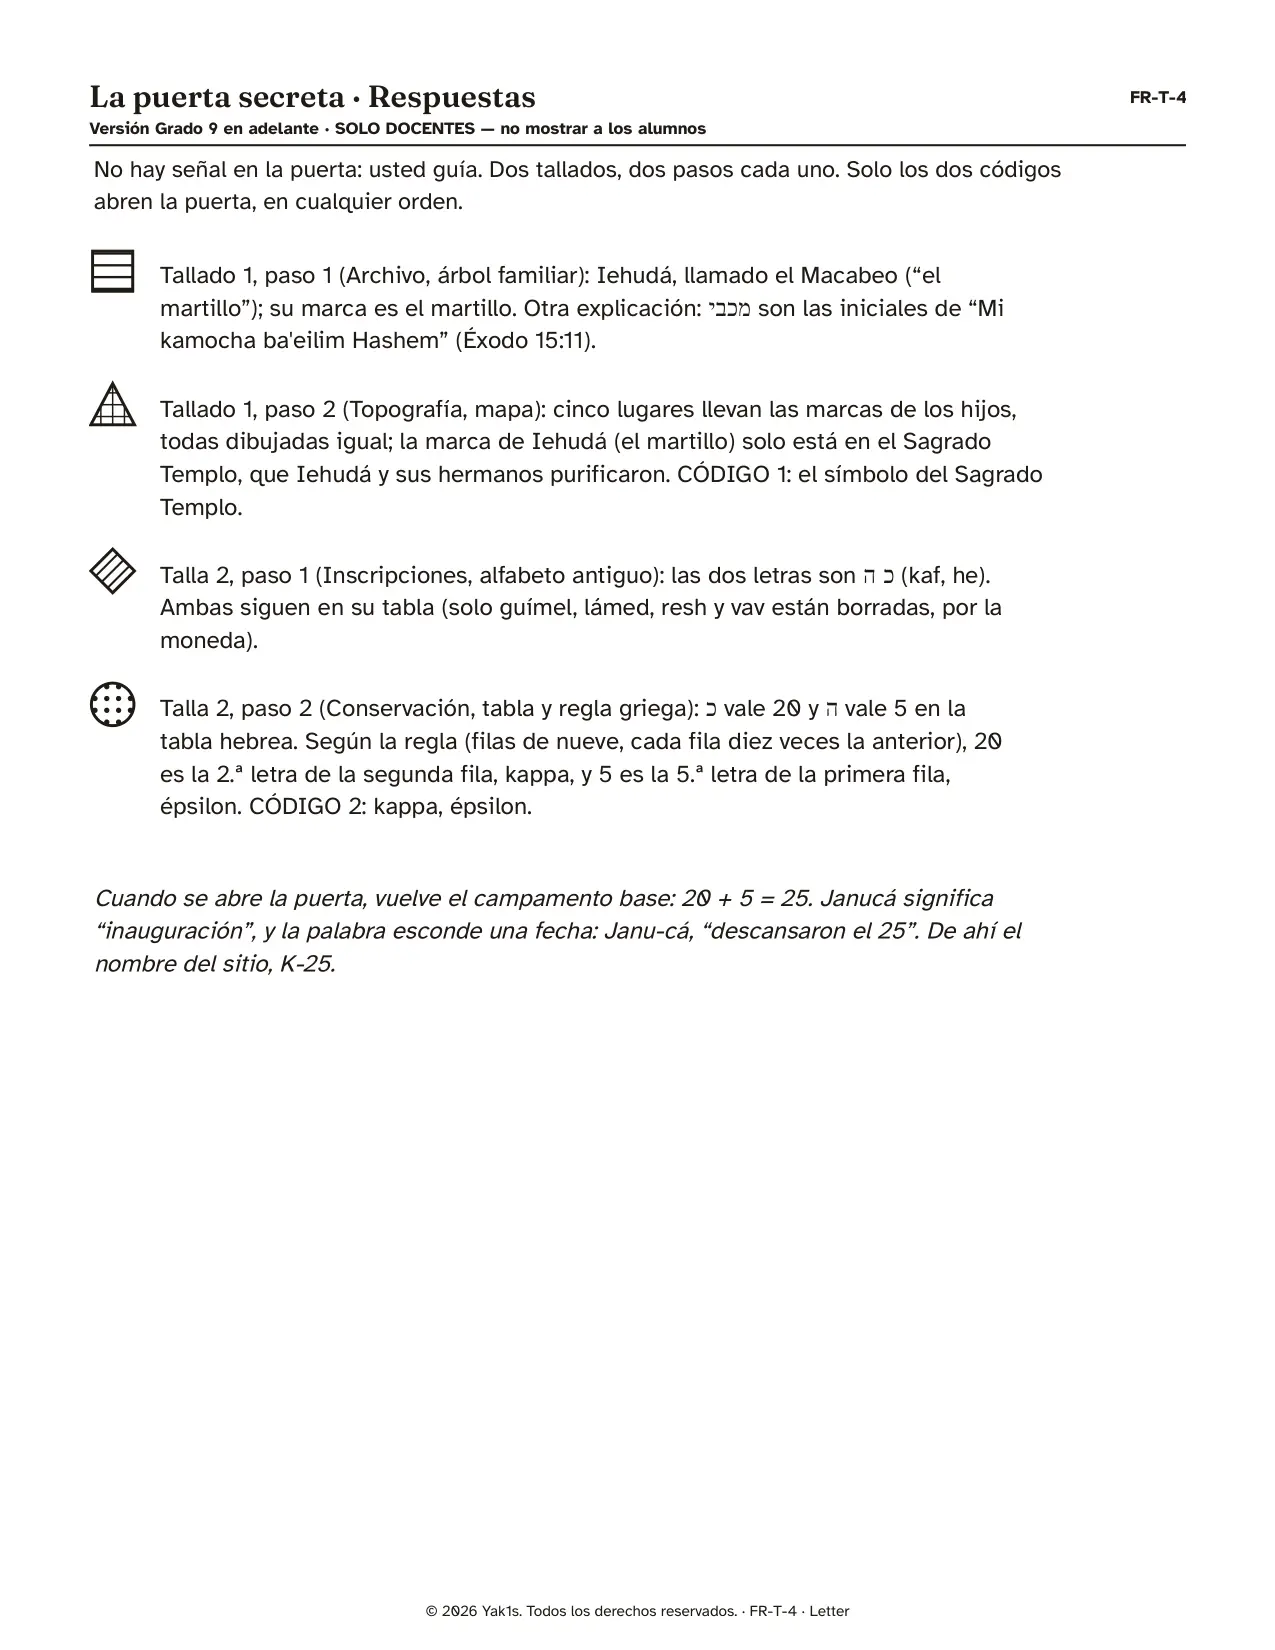 La puerta secreta · Respuestas
FR-T-4
Versión Grado 9 en adelante · SOLO DOCENTES — no mostrar a los alumnos
No hay señal en la puerta: usted guía. Dos tallados, dos pasos cada uno. Solo los dos códigos
abren la puerta, en cualquier orden.
Tallado 1, paso 1 (Archivo, árbol familiar): Iehudá, llamado el Macabeo (“el
martillo”); su marca es el martillo. Otra explicación: מכבי son las iniciales de “Mi
kamocha ba'eilim Hashem” (Éxodo 15:11).
Tallado 1, paso 2 (Topografía, mapa): cinco lugares llevan las marcas de los hijos,
todas dibujadas igual; la marca de Iehudá (el martillo) solo está en el Sagrado
Templo, que Iehudá y sus hermanos purificaron. CÓDIGO 1: el símbolo del Sagrado
Templo.
Talla 2, paso 1 (Inscripciones, alfabeto antiguo): las dos letras son כ ה (kaf, he).
Ambas siguen en su tabla (solo guímel, lámed, resh y vav están borradas, por la
moneda).
Talla 2, paso 2 (Conservación, tabla y regla griega): כ vale 20 y ה vale 5 en la
tabla hebrea. Según la regla (filas de nueve, cada fila diez veces la anterior), 20
es la 2.ª letra de la segunda fila, kappa, y 5 es la 5.ª letra de la primera fila,
épsilon. CÓDIGO 2: kappa, épsilon.
Cuando se abre la puerta, vuelve el campamento base: 20 + 5 = 25. Janucá significa
“inauguración”, y la palabra esconde una fecha: Janu-cá, “descansaron el 25”. De ahí el
nombre del sitio, K-25.
© 2026 Yak1s. Todos los derechos reservados. · FR-T-4 · Letter